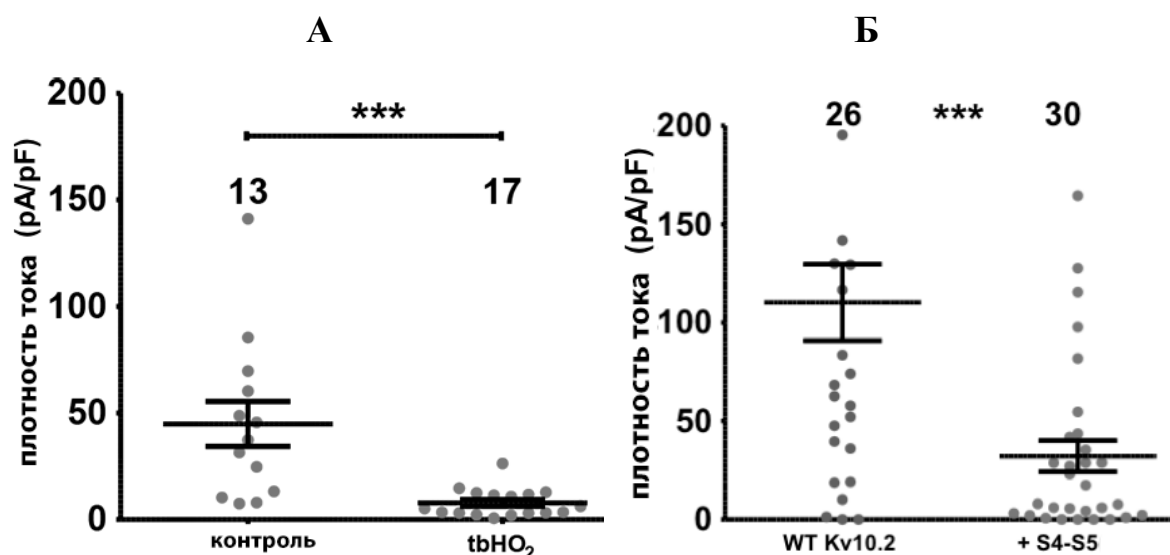 А
плотность тока (pA/pF)
200
150
100
50
0
***
13
17
контроль
tbHO₂
Б
плотность тока (pA/pF)
200
150
100
50
0
26 *** 30
WT Kv10.2
+ S4-S5